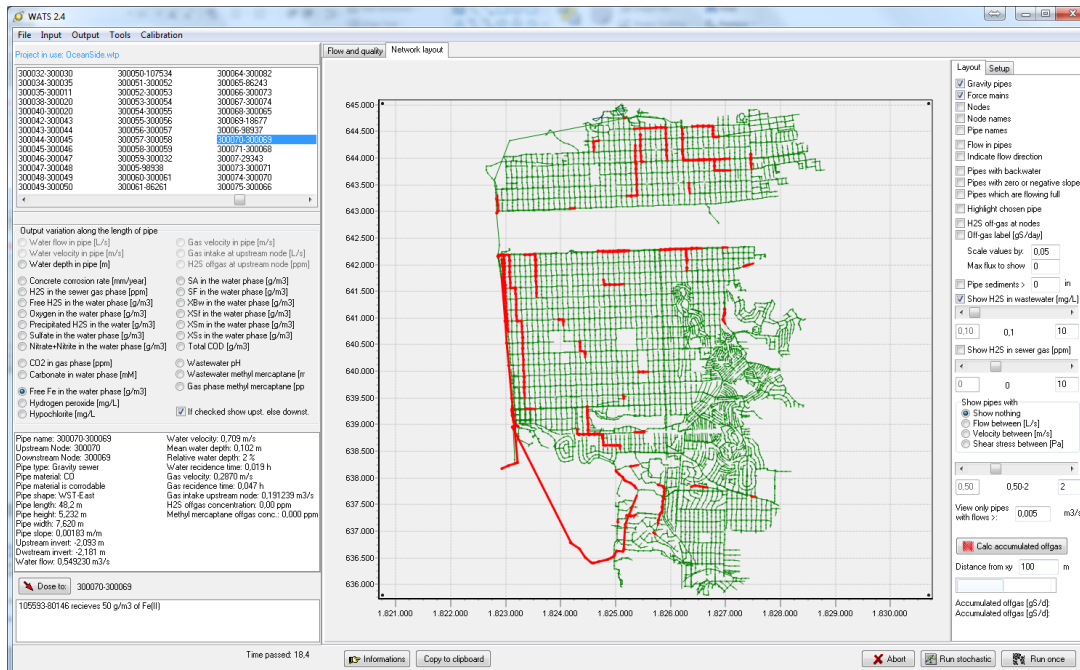 WATS 2.4
File Input Output Tools Calibration
Project in use: OceanSide.wtp
300032-300030 300050-107534 300064-300082
300034-300035 300051-300052 300065-86243
300035-300011 300052-300053 300066-300073
300038-300020 300053-300054 300067-300074
300040-300020 300054-300055 300068-300065
300042-300043 300055-300056 300069-18677
300043-300044 300056-300057 30006-98937
300044-300045 300057-300058 300070-300069
300045-300046 300058-300059 300071-300068
300046-300047 300059-300032 30007-29343
300047-300048 30005-98938 300073-300071
300048-300049 300060-300061 300074-300070
300049-300050 300061-86261 300075-300066
Output variation along the length of pipe
Water flow in pipe [L/s] Gas velocity in pipe [m/s]
Water velocity in pipe [m/s] Gas intake at upstream node [L/s]
Water depth in pipe [m] H2S offgas at upstream node [ppm]
Concrete corrosion rate [mm/year] SA in the water phase [g/m3]
H2S in the sewer gas phase [ppm] SF in the water phase [g/m3]
Free H2S in the water phase [g/m3] XBw in the water phase [g/m3]
Oxygen in the water phase [g/m3] XSf in the water phase [g/m3]
Precipitated H2S in the water [g/m3] XSm in the water phase [g/m3]
Sulfate in the water phase [g/m3] XSs in the water phase [g/m3]
Nitrate+Nitrite in the water phase [g/m3] Total COD [g/m3]
CO2 in gas phase [ppm] Wastewater pH
Carbonate in water phase [mM] Wastewater methyl mercaptane [rr
Free Fe in the water phase [g/m3] Gas phase methyl mercaptane [pp
Hydrogen peroxide [mg/L]
Hypochlorite [mg/L If checked show upst. else downst.
Pipe name: 300070-300069 Water velocity: 0,709 m/s
Upstream Node: 300070 Mean water depth: 0,102 m
Downstream Node: 300069 Relative water depth: 2 %
Pipe type: Gravity sewer Water recidence time: 0,019 h
Pipe material: CO Gas velocity: 0,2870 m/s
Pipe material is corrodable Gas recidence time: 0,047 h
Pipe shape: WST-East Gas intake upstream node: 0,191239 m3/s
Pipe length: 48,2 m H2S offgas concentration: 0,00 ppm
Pipe height: 5,232 m Methyl mercaptane offgas conc.: 0,000 ppm
Pipe width: 7,620 m
Pipe slope: 0,00183 m/m
Upstream invert: -2,093 m
Dwstream invert: -2,181 m
Water flow: 0,549230 m3/s
Dose to: 300070-300069
105593-80146 recieves 50 g/m3 of Fe(II)
Time passed: 18,4
Flow and quality Network layout
645.000
644.500
644.000
643.500
643.000
642.500
642.000
641.500
641.000
640.500
640.000
639.500
639.000
638.500
638.000
637.500
637.000
636.500
636.000
1.821.000 1.822.000 1.823.000 1.824.000 1.825.000 1.826.000 1.827.000 1.828.000 1.829.000 1.830.000
Informations Copy to clipboard Abort Run stochastic Run once
Layout Setup
Gravity pipes
Force mains
Nodes
Node names
Pipe names
Flow in pipes
Indicate flow direction
Pipes with backwater
Pipes with zero or negative slope
Pipes which are flowing full
Highlight chosen pipe
H2S off-gas at nodes
Off-gas label [gS/day]
Scale values by: 0,05
Max flux to show 0
Pipe sediments > 0 in
Show H2S in wastewater [mg/L]
0,10 0,1 10
Show H2S in sewer gas [ppm]
0 0 10
Show pipes with
Show nothing
Flow between [L/s]
Velocity between [m/s]
Shear stress between [Pa]
0,50 0,50-2 2
View only pipes
with flows >: 0,005 m3/s
Calc accumulated offgas
Distance from xy 100 m
Accumulated offgas [gS/d]:
Accumulated offgas [gS/d]: